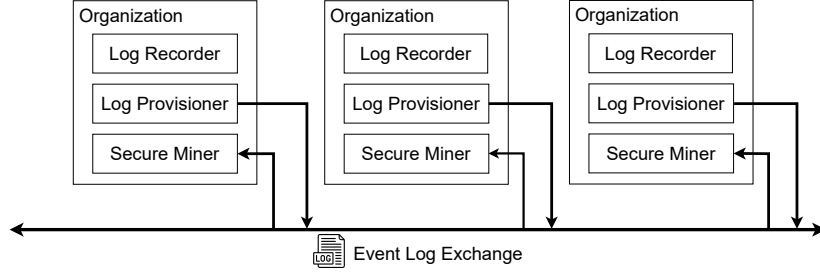 Organization
Log Recorder
Log Provisioner
Secure Miner
Organization
Log Recorder
Log Provisioner
Secure Miner
Organization
Log Recorder
Log Provisioner
Secure Miner
LOG
Event Log Exchange